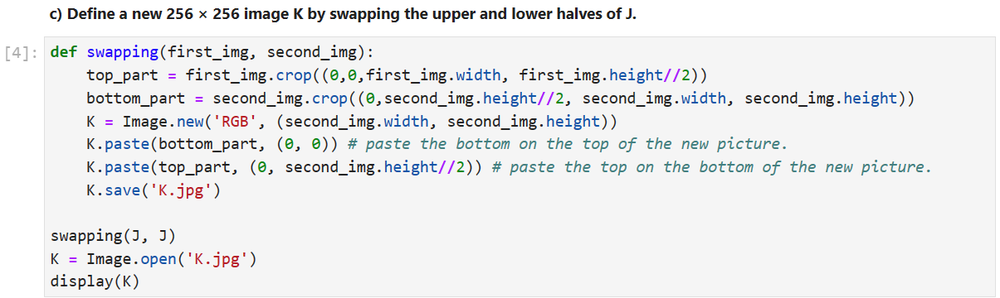 c) Define a new 256 × 256 image K by swapping the upper and lower halves of J.
[4]: def swapping(first_img, second_img):
    top_part = first_img.crop((0,0,first_img.width, first_img.height//2))
    bottom_part = second_img.crop((0,second_img.height//2, second_img.width, second_img.height))
    K = Image.new('RGB', (second_img.width, second_img.height))
    K.paste(bottom_part, (0, 0)) # paste the bottom on the top of the new picture.
    K.paste(top_part, (0, second_img.height//2)) # paste the top on the bottom of the new picture.
    K.save('K.jpg')
swapping(J, J)
K = Image.open('K.jpg')
display(K)